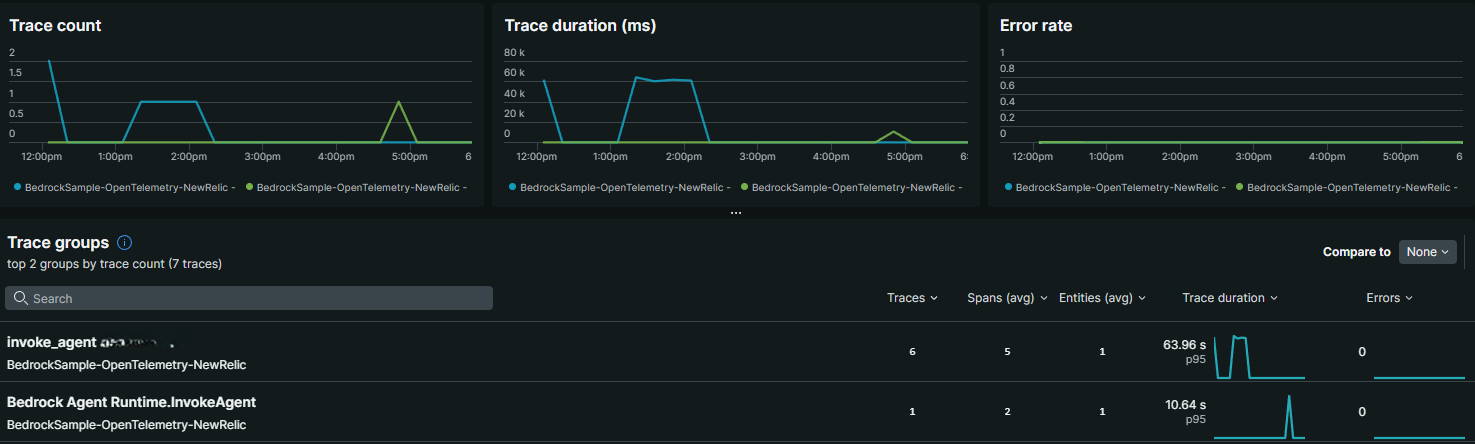 Trace count
2
1.5
1
0.5
0
12:00pm 1:00pm 2:00pm 3:00pm 4:00pm 5:00pm 6
BedrockSample-OpenTelemetry-NewRelic - BedrockSample-OpenTelemetry-NewRelic -
Trace duration (ms)
80 k
60 k
40 k
20 k
0
12:00pm 1:00pm 2:00pm 3:00pm 4:00pm 5:00pm 6:
BedrockSample-OpenTelemetry-NewRelic - BedrockSample-OpenTelemetry-NewRelic -
Error rate
1
0.8
0.6
0.4
0.2
0
12:00pm 1:00pm 2:00pm 3:00pm 4:00pm 5:00pm 6
BedrockSample-OpenTelemetry-NewRelic - BedrockSample-OpenTelemetry-NewRelic -
...
Trace groups
top 2 groups by trace count (7 traces)
Compare to None
Search
Traces Spans (avg) Entities (avg) Trace duration Errors
invoke_agent
BedrockSample-OpenTelemetry-NewRelic
6 5 1 63.96 s 0
p95
Bedrock Agent Runtime.InvokeAgent
BedrockSample-OpenTelemetry-NewRelic
1 2 1 10.64 s 0
p95